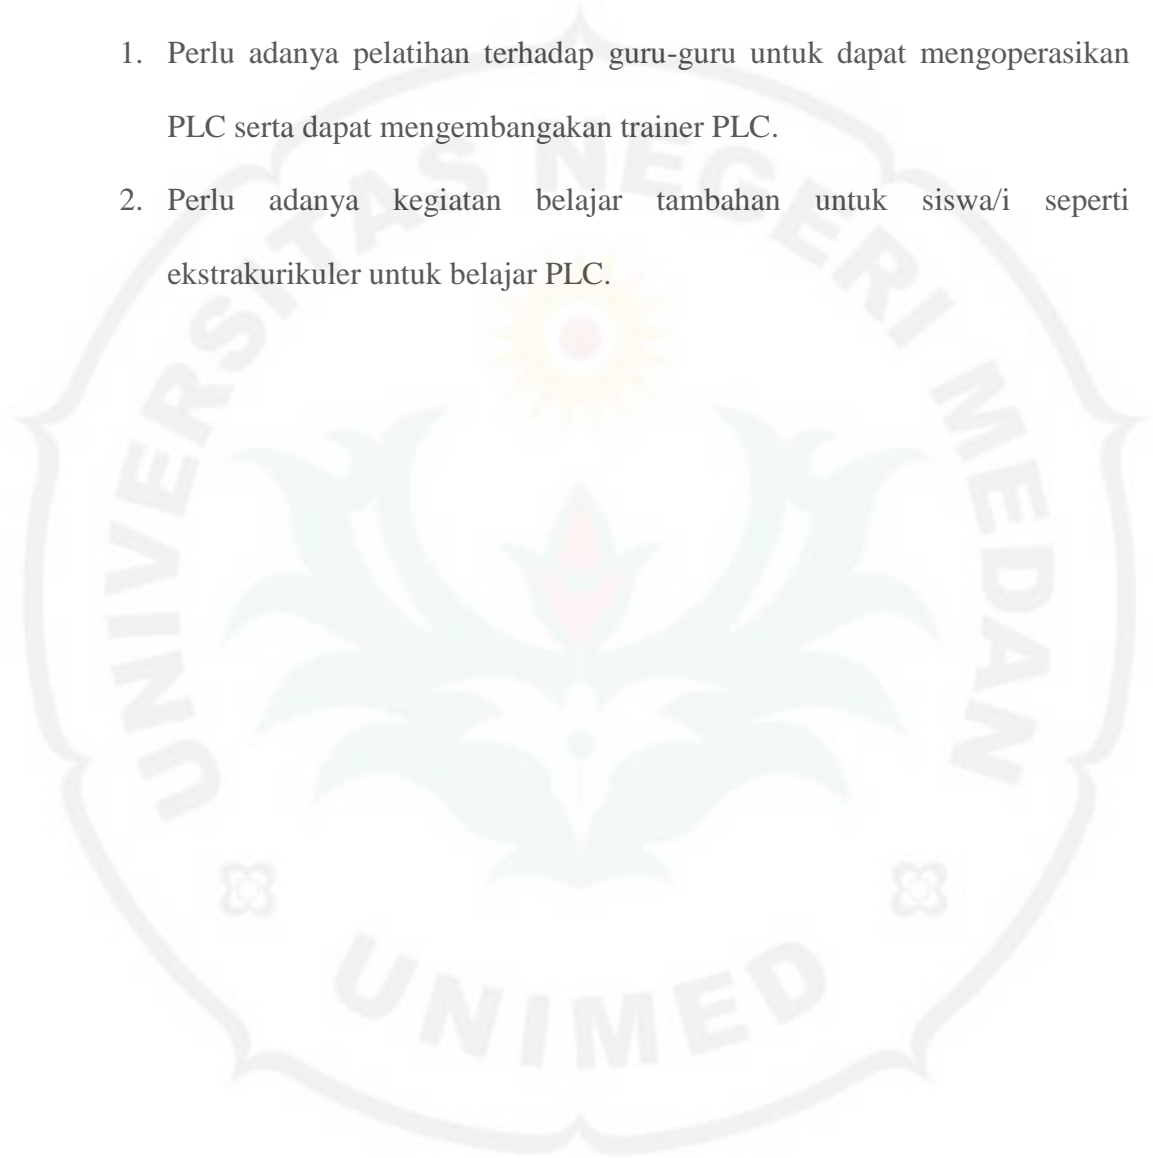 1. Perlu adanya pelatihan terhadap guru-guru untuk dapat mengoperasikan
PLC serta dapat mengembangakan trainer PLC.
2. Perlu adanya kegiatan belajar tambahan untuk siswa/i seperti
ekstrakurikuler untuk belajar PLC.
UNIVERSITAS NEGERI MEDAN
UNIMED